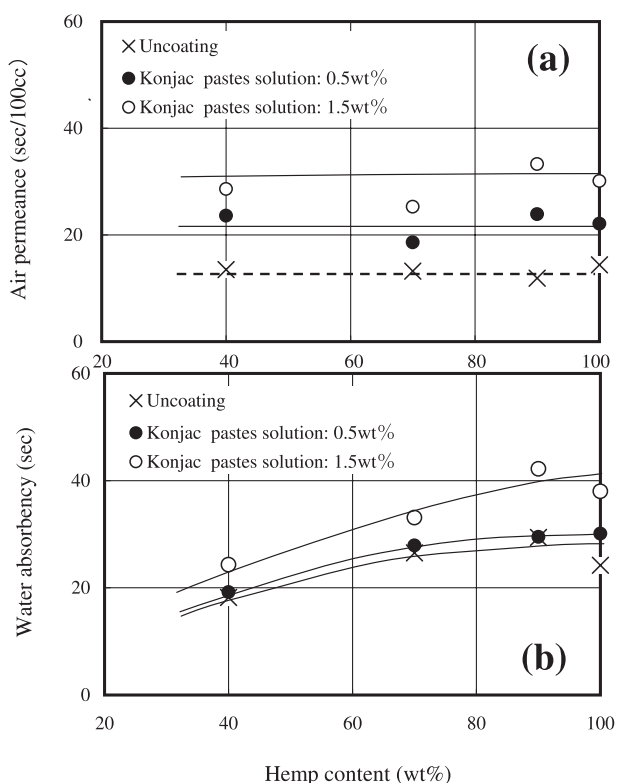 60
Uncoating
(a)
Konjac pastes solution: 0.5wt%
Konjac pastes solution: 1.5wt%
40
Air permeance (sec/100cc)
20
0
20
40
60
80
100
60
Uncoating
Konjac pastes solution: 0.5wt%
Konjac pastes solution: 1.5wt%
40
Water absorbency (sec)
20
(b)
0
20
40
60
80
100
Hemp content (wt%)